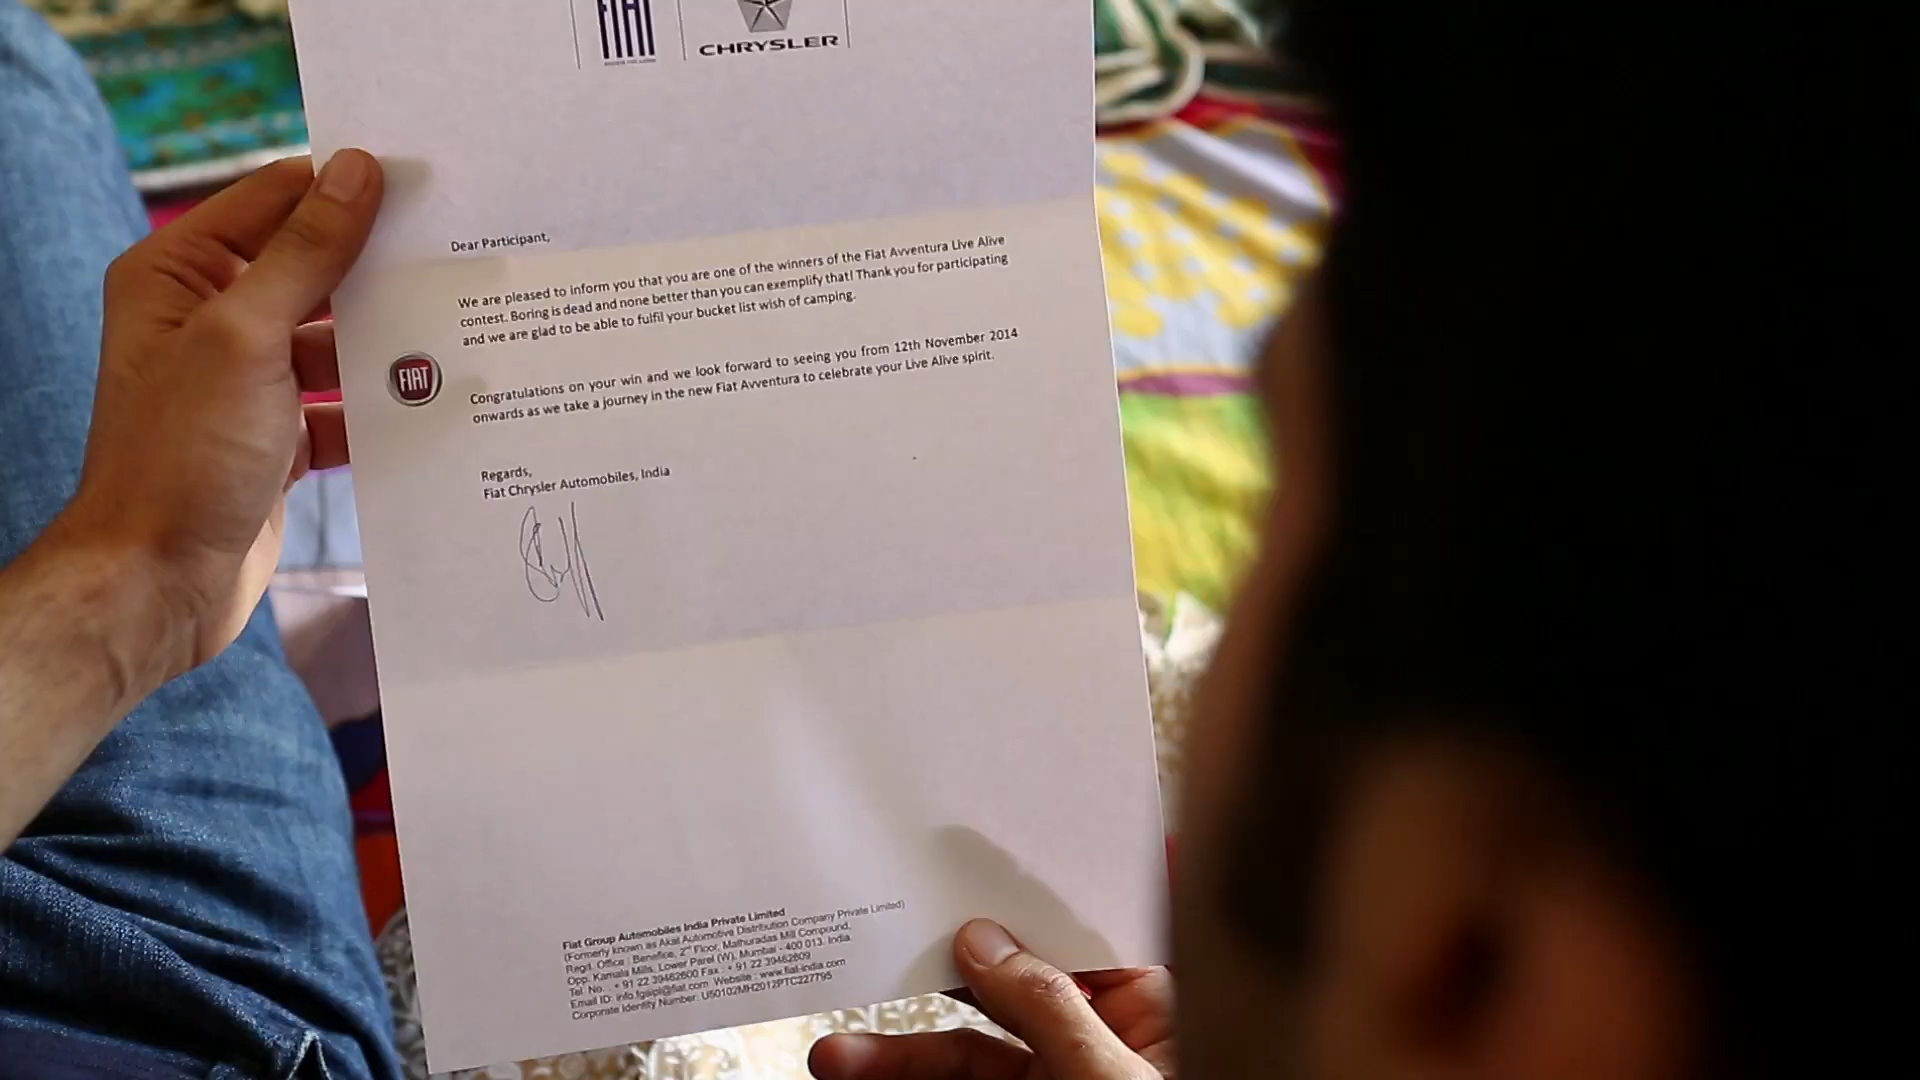 FIAT
CHRYSLER
Dear Participant,
We are pleased to inform you that you are one of the winners of the Fiat Avventura Live Alive
contest. Boring is dead and none better than you can exemplify that! Thank you for participating
and we are glad to be able to fulfil your bucket list wish of camping.
FIAT
Congratulations on your win and we look forward to seeing you from 12th November 2014
onwards as we take a journey in the new Fiat Avventura to celebrate your Live Alive spirit.
Regards,
Fiat Chrysler Automobiles, India
Fiat Group Automobiles India Private Limited
(Formerly known as Akal Automotive Distribution Company Private Limited)
Regd. Office : Benefice, 2nd Floor, Mathuradas Mill Compound,
Opp. Kamala Mills, Lower Parel (W), Mumbai - 400 013. India.
Tel. No. : + 91 22 39462600 Fax : + 91 22 39462609
Email ID: info.fgaipl@fiat.com Website : www.fiat-india.com
Corporate Identity Number: U50102MH2012PTC227795